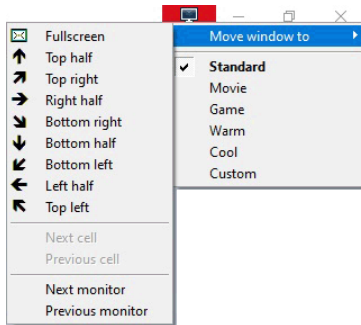 Move window to
Standard
Movie
Game
Warm
Cool
Custom
Fullscreen
Top half
Top right
Right half
Bottom right
Bottom half
Bottom left
Left half
Top left
Next cell
Previous cell
Next monitor
Previous monitor